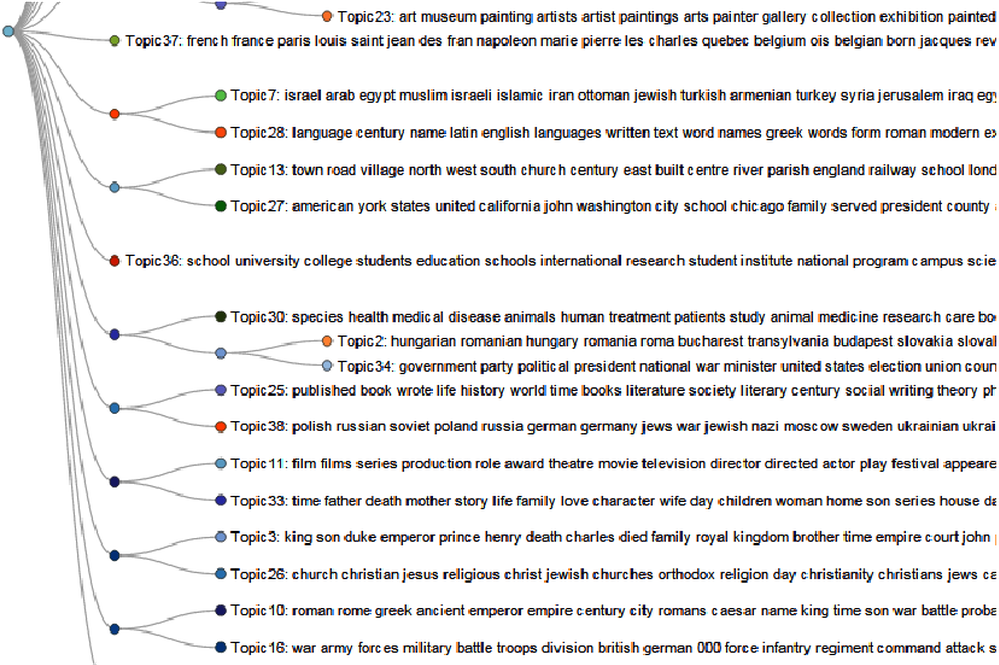 Topic23: art museum painting artists artist paintings arts painter gallery collection exhibition painted
Topic37: french france paris louis saint jean des fran napoleon marie pierre les charles quebec belgium ois belgian born jacques rev
Topic7: israel arab egypt muslim israeli islamic iran ottoman jewish turkish armenian turkey syria jerusalem iraq egy
Topic28: language century name latin english languages written text word names greek words form roman modern ex
Topic13: town road village north west south church century east built centre river parish england railway school lond
Topic27: american york states united california john washington city school chicago family served president county
Topic36: school university college students education schools international research student institute national program campus scie
Topic30: species health medical disease animals human treatment patients study animal medicine research care bo
Topic2: hungarian romanian hungary romania roma bucharest transylvania budapest slovakia sloval
Topic34: government party political president national war minister united states election union coun
Topic25: published book wrote life history world time books literature society literary century social writing theory ph
Topic38: polish russian soviet poland russia german germany jews war jewish nazi moscow sweden ukrainian ukrai
Topic11: film films series production role award theatre movie television director directed actor play festival appeare
Topic33: time father death mother story life family love character wife day children woman home son series house da
Topic3: king son duke emperor prince henry death charles died family royal kingdom brother time empire court john
Topic26: church christian jesus religious christ jewish churches orthodox religion day christianity christians jews ca
Topic10: roman rome greek ancient emperor empire century city romans caesar name king time son war battle proba
Topic16: war army forces military battle troops division british german 000 force infantry regiment command attack s